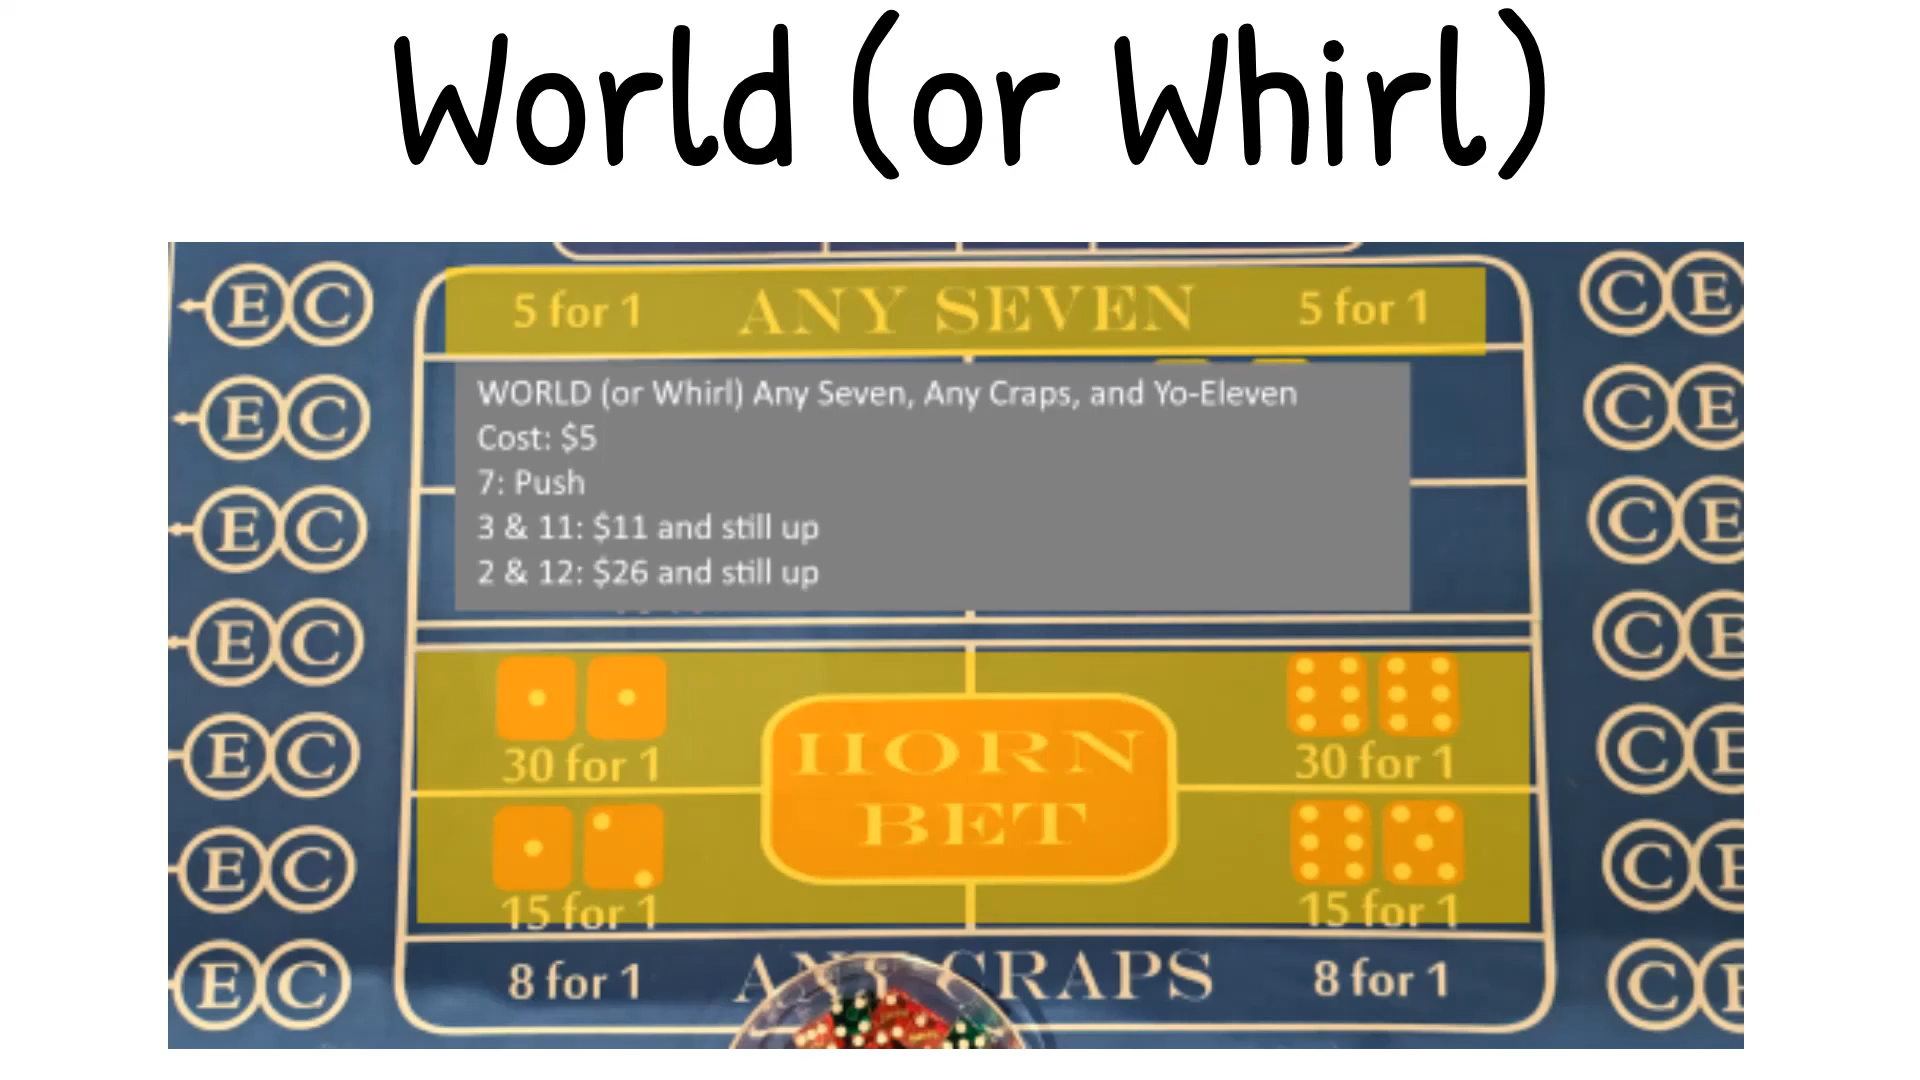 World (or Whirl)
5 for 1 ANY SEVEN 5 for 1
WORLD (or Whirl) Any Seven, Any Craps, and Yo-Eleven
Cost: $5
7: Push
3 & 11: $11 and still up
2 & 12: $26 and still up
E C C E
E C C E
E C C E
E C C E
30 for 1 HORN BET 30 for 1
E C C E
15 for 1 15 for 1
E C C E
8 for 1 ANY CRAPS 8 for 1
E C C E